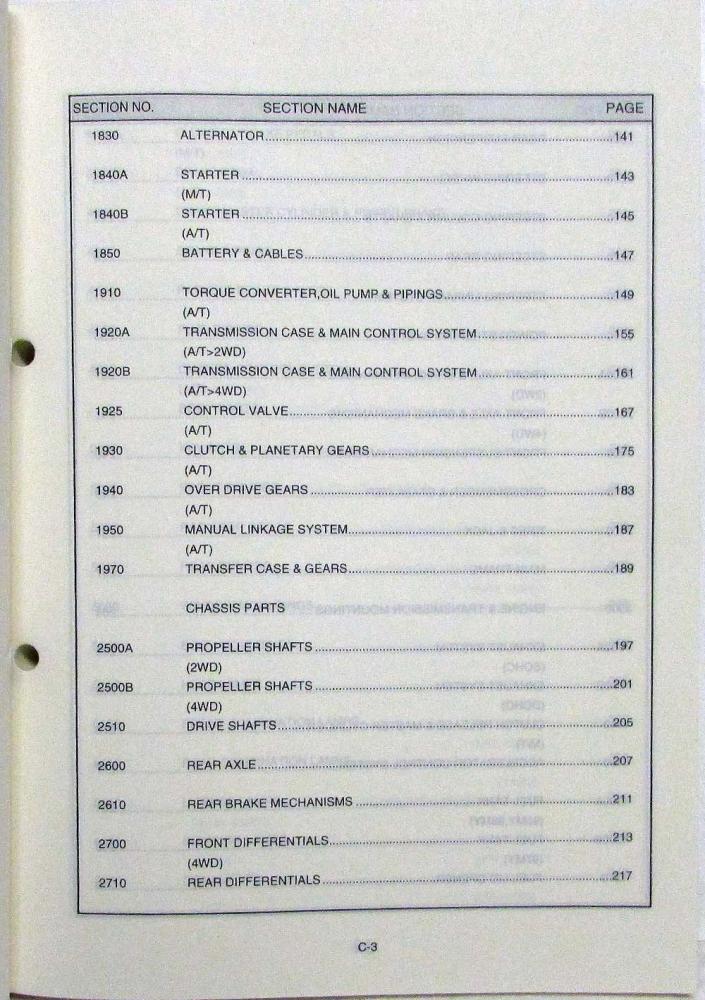 SECTION NO. SECTION NAME PAGE
1830 ALTERNATOR 141
1840A STARTER 143
(M/T)
1840B STARTER 145
(A/T)
1850 BATTERY & CABLES 147
1910 TORQUE CONVERTER,OIL PUMP & PIPINGS 149
(A/T)
1920A TRANSMISSION CASE & MAIN CONTROL SYSTEM 155
(A/T>2WD)
1920B TRANSMISSION CASE & MAIN CONTROL SYSTEM 161
(A/T>4WD)
1925 CONTROL VALVE 167
(A/T)
1930 CLUTCH & PLANETARY GEARS 175
(A/T)
1940 OVER DRIVE GEARS 183
(A/T)
1950 MANUAL LINKAGE SYSTEM 187
(A/T)
1970 TRANSFER CASE & GEARS 189
CHASSIS PARTS
2500A PROPELLER SHAFTS 197
(2WD)
2500B PROPELLER SHAFTS 201
(4WD)
2510 DRIVE SHAFTS 205
2600 REAR AXLE 207
2610 REAR BRAKE MECHANISMS 211
2700 FRONT DIFFERENTIALS 213
(4WD)
2710 REAR DIFFERENTIALS 217
C-3